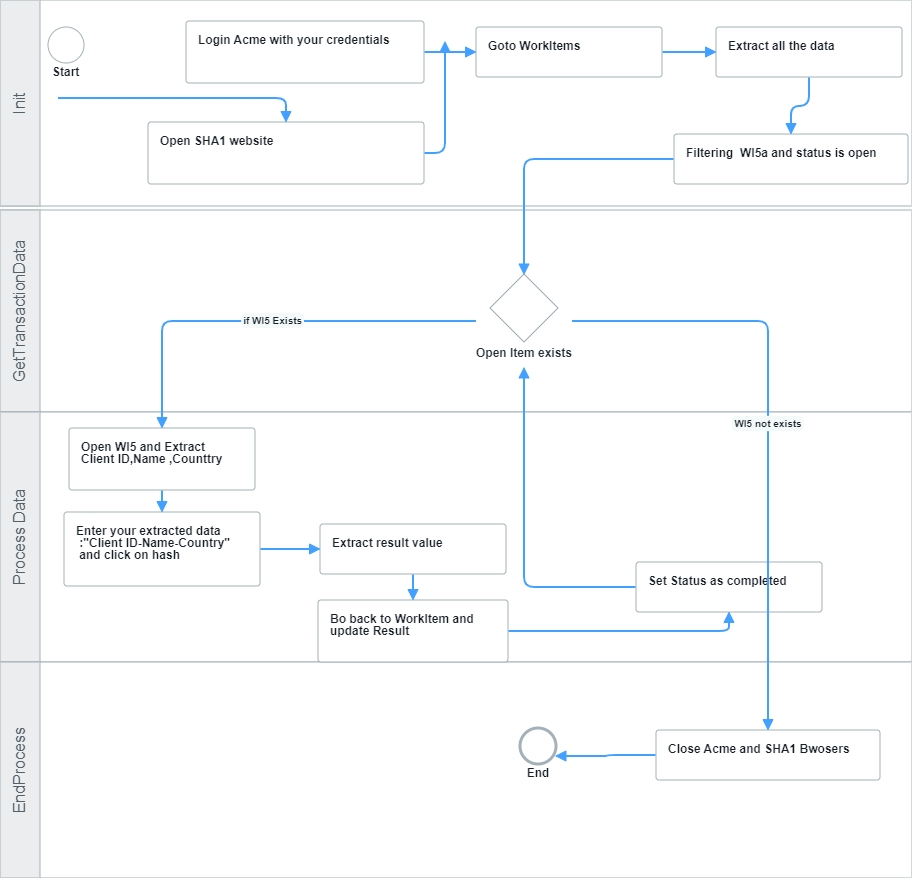 Init
Start
Login Acme with your credentials
Goto WorkItems
Extract all the data
Open SHA1 website
Filtering  WI5a and status is open
GetTransactionData
if WI5 Exists
Open Item exists
WI5 not exists
Process Data
Open WI5 and Extract
Client ID,Name ,Counttry
Enter your extracted data
:"Client ID-Name-Country"
and click on hash
Extract result value
Bo back to WorkItem and
update Result
Set Status as completed
EndProcess
End
Close Acme and SHA1 Bwosers